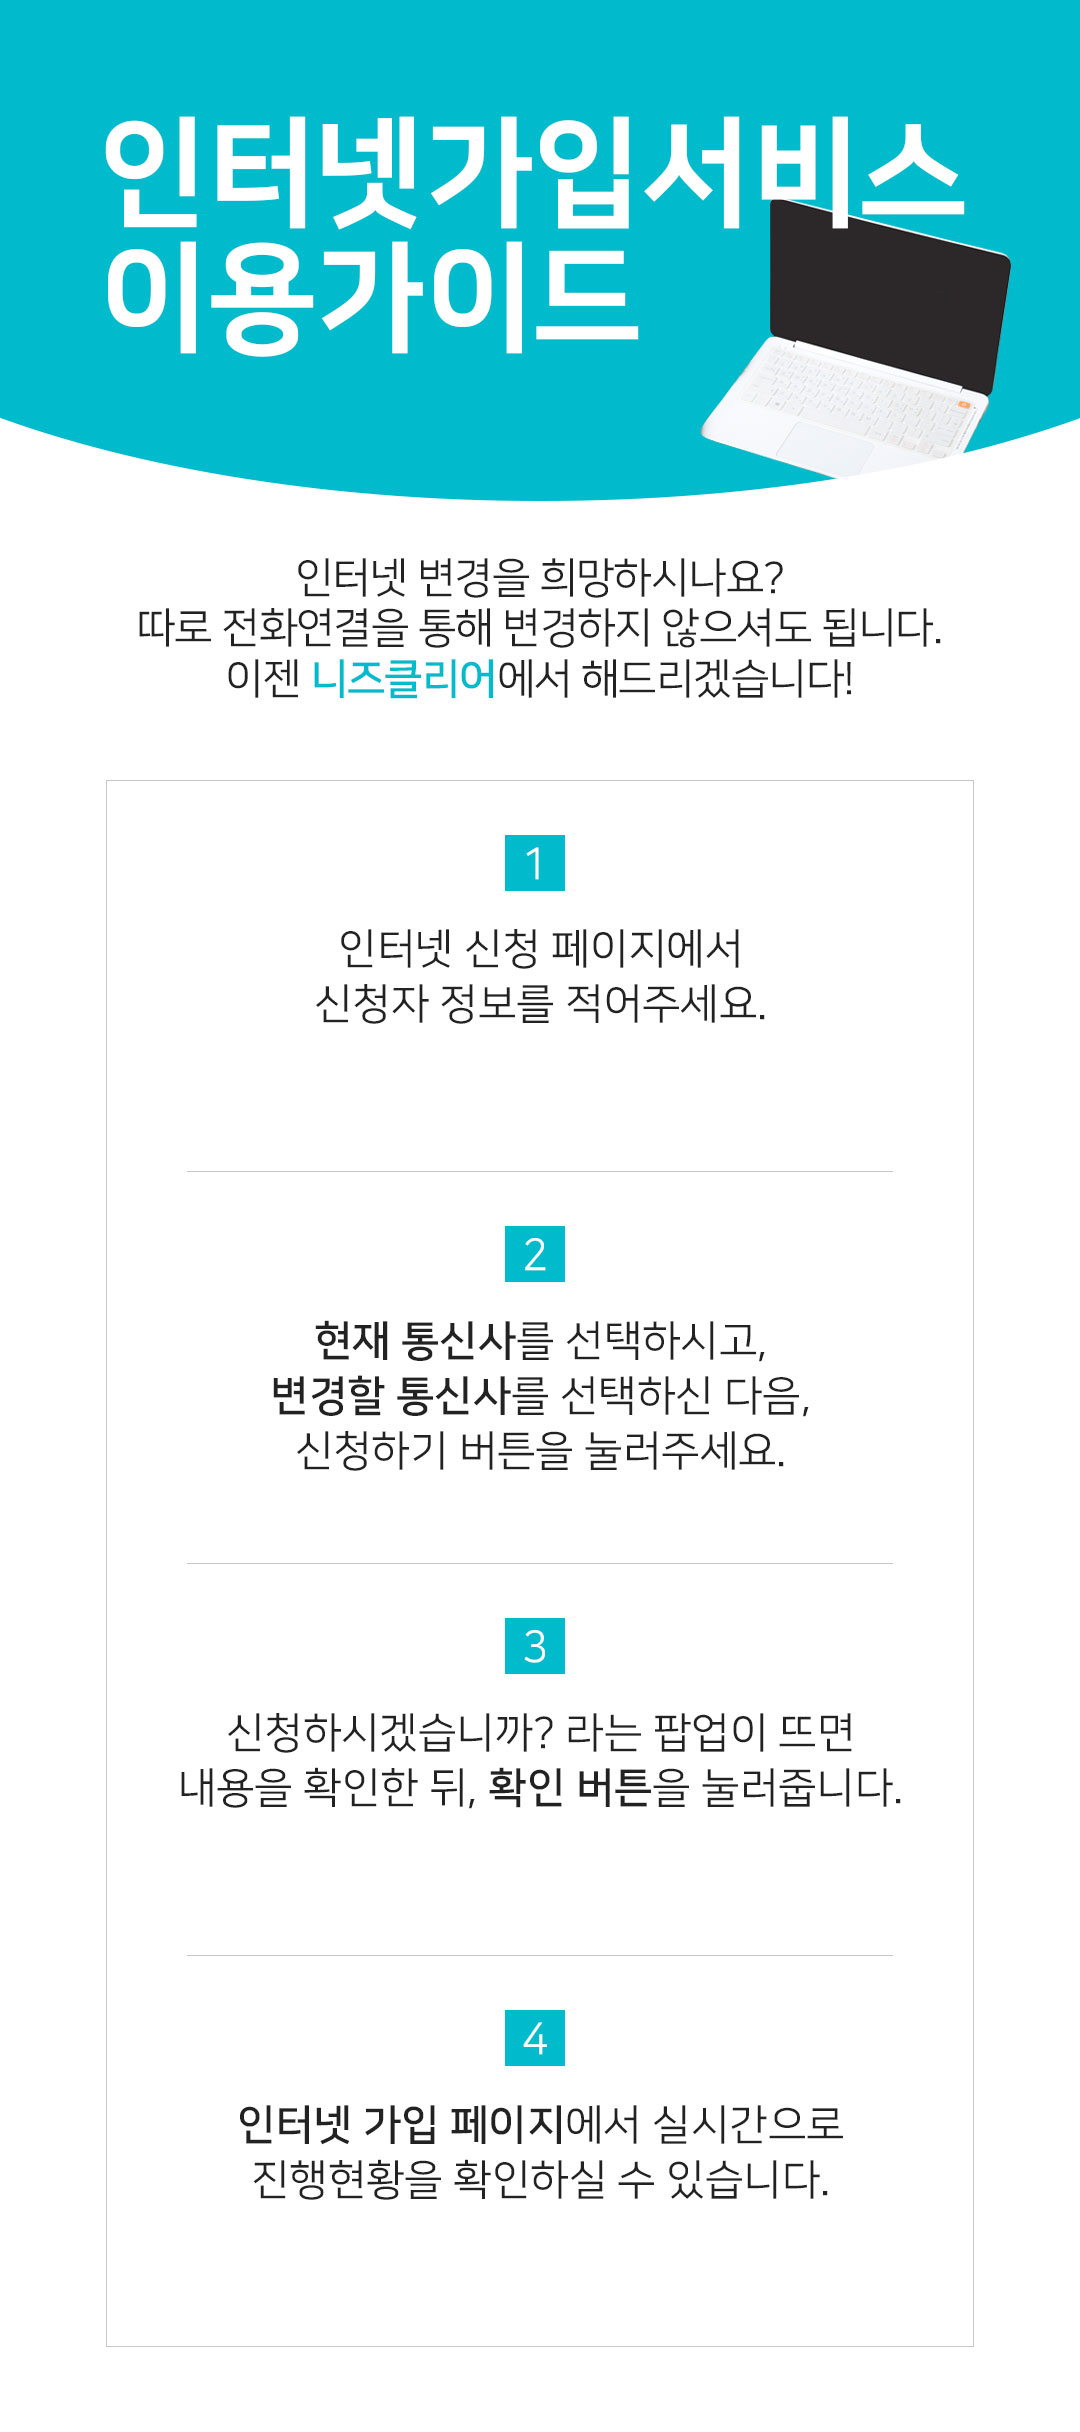 인터넷가입서비스
이용가이드
인터넷 변경을 희망하시나요?
따로 전화연결을 통해 변경하지 않으셔도 됩니다.
이젠 니즈클리어에서 해드리겠습니다!
1
인터넷 신청 페이지에서
신청자 정보를 적어주세요.
2
현재 통신사를 선택하시고,
변경할 통신사를 선택하신 다음,
신청하기 버튼을 눌러주세요.
3
신청하시겠습니까? 라는 팝업이 뜨면
내용을 확인한 뒤, 확인 버튼을 눌러줍니다.
4
인터넷 가입 페이지에서 실시간으로
진행현황을 확인하실 수 있습니다.